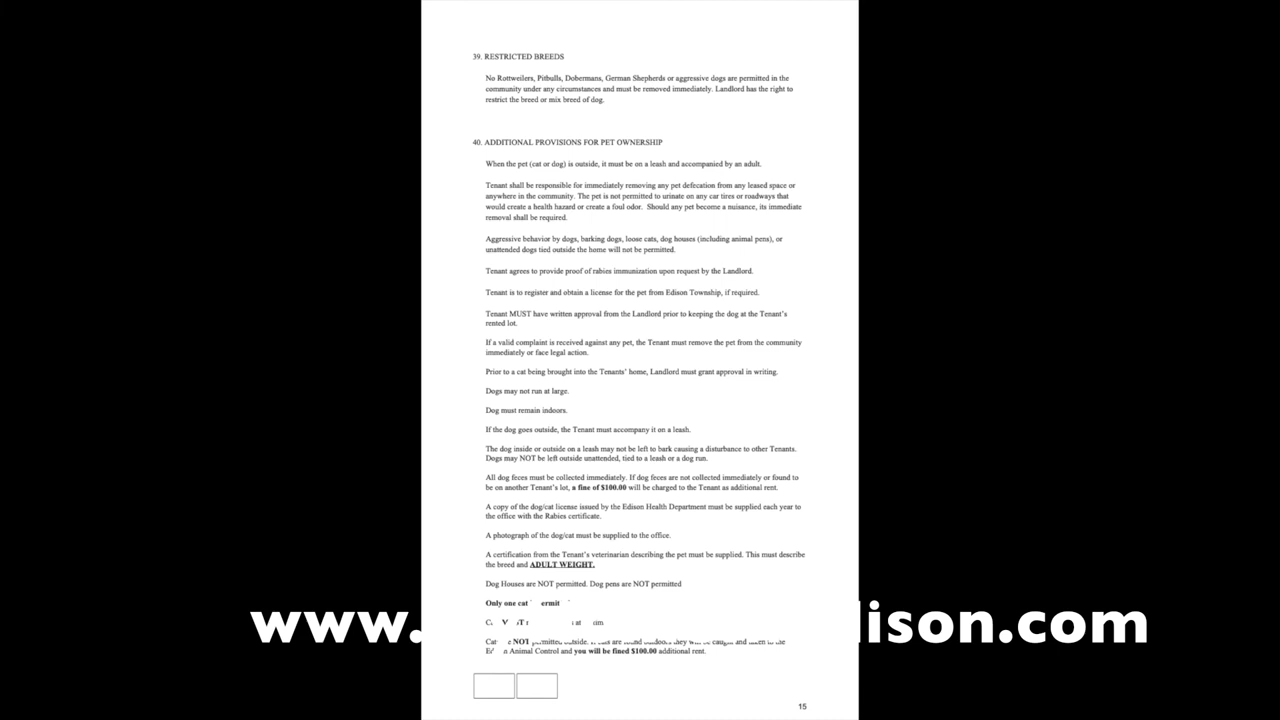 39. RESTRICTED BREEDS
No Rottweilers, Pitbulls, Dobermans, German Shepherds or aggressive dogs are permitted in the
community under any circumstances and must be removed immediately. Landlord has the right to
restrict the breed or mix breed of dog.
40. ADDITIONAL PROVISIONS FOR PET OWNERSHIP
When the pet (cat or dog) is outside, it must be on a leash and accompanied by an adult.
Tenant shall be responsible for immediately removing any pet defecation from any leased space or
anywhere in the community. The pet is not permitted to urinate on any car tires or roadways that
would create a health hazard or create a foul odor. Should any pet become a nuisance, its immediate
removal shall be required.
Aggressive behavior by dogs, barking dogs, loose cats, dog houses (including animal pens), or
unattended dogs tied outside the home will not be permitted.
Tenant agrees to provide proof of rabies immunization upon request by the Landlord.
Tenant is to register and obtain a license for the pet from Edison Township, if required.
Tenant MUST have written approval from the Landlord prior to keeping the dog at the Tenant's
rented lot.
If a valid complaint is received against any pet, the Tenant must remove the pet from the community
immediately or face legal action.
Prior to a cat being brought into the Tenants' home, Landlord must grant approval in writing.
Dogs may not run at large.
Dog must remain indoors.
If the dog goes outside, the Tenant must accompany it on a leash.
The dog inside or outside on a leash may not be left to bark causing a disturbance to other Tenants.
Dogs may NOT be left outside unattended, tied to a leash or a dog run.
All dog feces must be collected immediately. If dog feces are not collected immediately or found to
be on another Tenant's lot, a fine of $100.00 will be charged to the Tenant as additional rent.
A copy of the dog/cat license issued by the Edison Health Department must be supplied each year to
the office with the Rabies certificate.
A photograph of the dog/cat must be supplied to the office.
A certification from the Tenant's veterinarian describing the pet must be supplied. This must describe
the breed and ADULT WEIGHT.
Dog Houses are NOT permitted. Dog pens are NOT permitted
Only one cat
www. lison.com
NOT permitted outside. are found outdoors they will be caught and taken to the
Animal Control and you will be fined $100.00 additional rent.
15